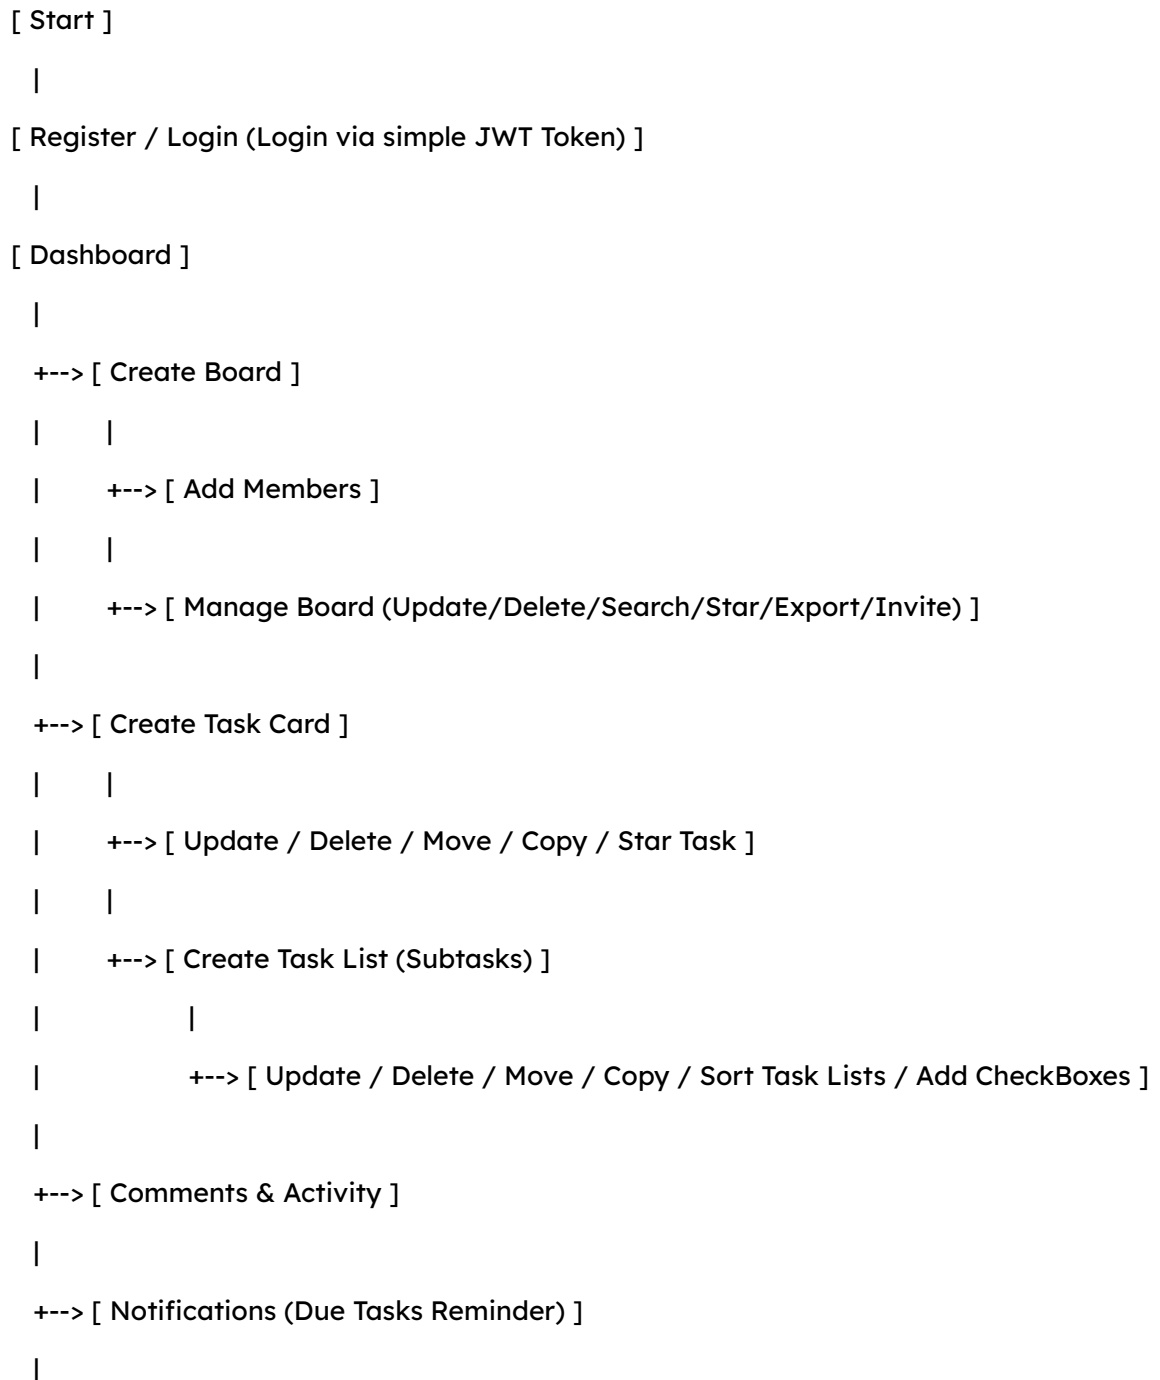 [ Start ]
|
[ Register / Login (Login via simple JWT Token) ]
|
[ Dashboard ]
|
+--> [ Create Board ]
|        |
|        +--> [ Add Members ]
|        |
|        +--> [ Manage Board (Update/Delete/Search/Star/Export/Invite) ]
|
+--> [ Create Task Card ]
|        |
|        +--> [ Update / Delete / Move / Copy / Star Task ]
|        |
|        +--> [ Create Task List (Subtasks) ]
|                 |
|                 +--> [ Update / Delete / Move / Copy / Sort Task Lists / Add CheckBoxes ]
|
+--> [ Comments & Activity ]
|
+--> [ Notifications (Due Tasks Reminder) ]
|